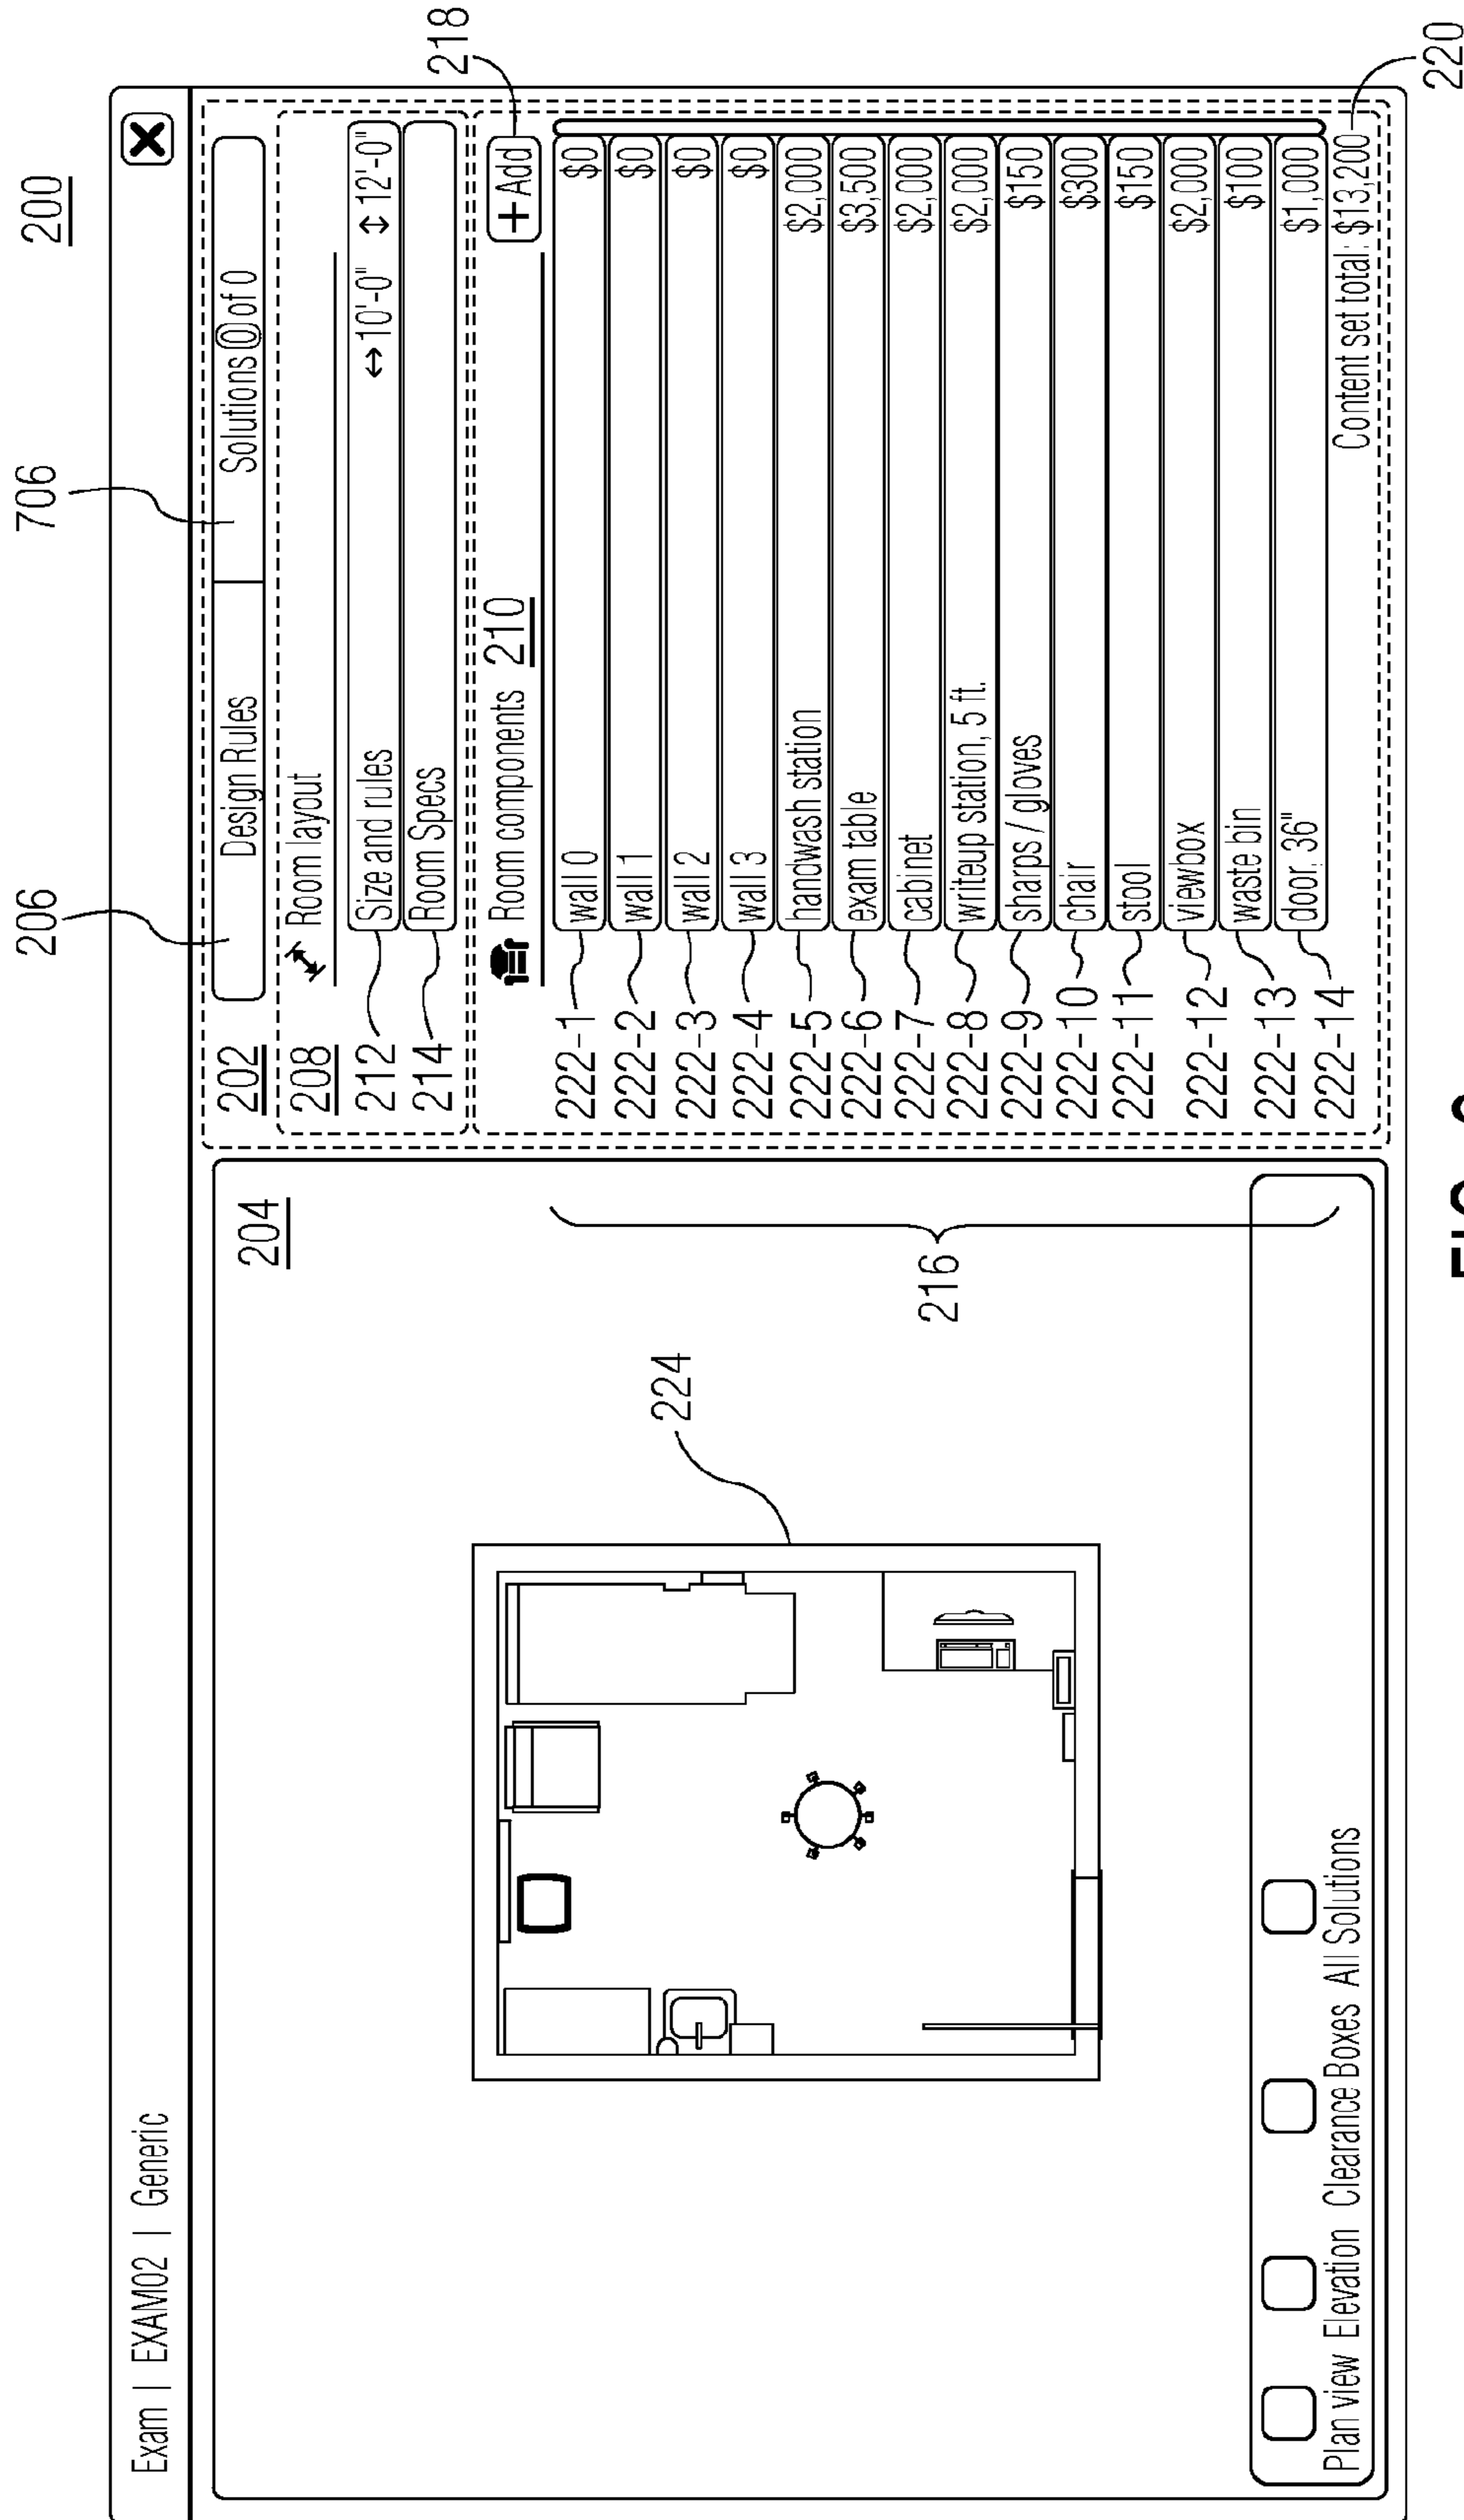 200
Exam | EXAM02 | Generic
206
706
202
Design Rules
Solutions 0 of 0
204
208
Room layout
212
Size and rules
↔ 10'-0" ↕ 12'-0"
214
Room Specs
Room components 210
+ Add
218
222-1
wall 0
$0
222-2
wall 1
$0
222-3
wall 2
$0
222-4
wall 3
$0
222-5
handwash station
$2,000
222-6
exam table
$3,500
222-7
cabinet
$2,000
222-8
writeup station, 5 ft.
$2,000
222-9
sharps / gloves
$150
222-10
chair
$300
222-11
stool
$150
222-12
viewbox
$2,000
222-13
waste bin
$100
222-14
door, 36"
$1,000
Content set total: $13,200
220
224
216
Plan view Elevation Clearance Boxes All Solutions